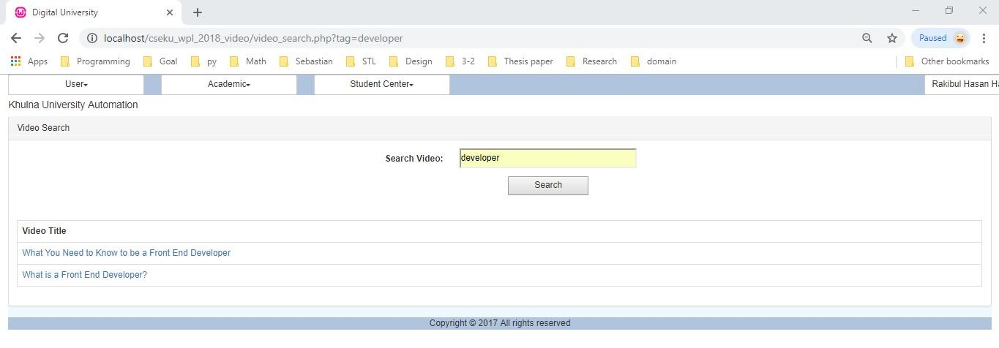 Digital University
localhost/cseku_wpl_2018_video/video_search.php?tag=developer
Paused
Apps Programming Goal py Math Sebastian STL Design 3-2 Thesis paper Research domain Other bookmarks
User Academic Student Center Rakibul Hasan Ha
Khulna University Automation
Video Search
Search Video: developer
Search
Video Title
What You Need to Know to be a Front End Developer
What is a Front End Developer?
Copyright © 2017 All rights reserved